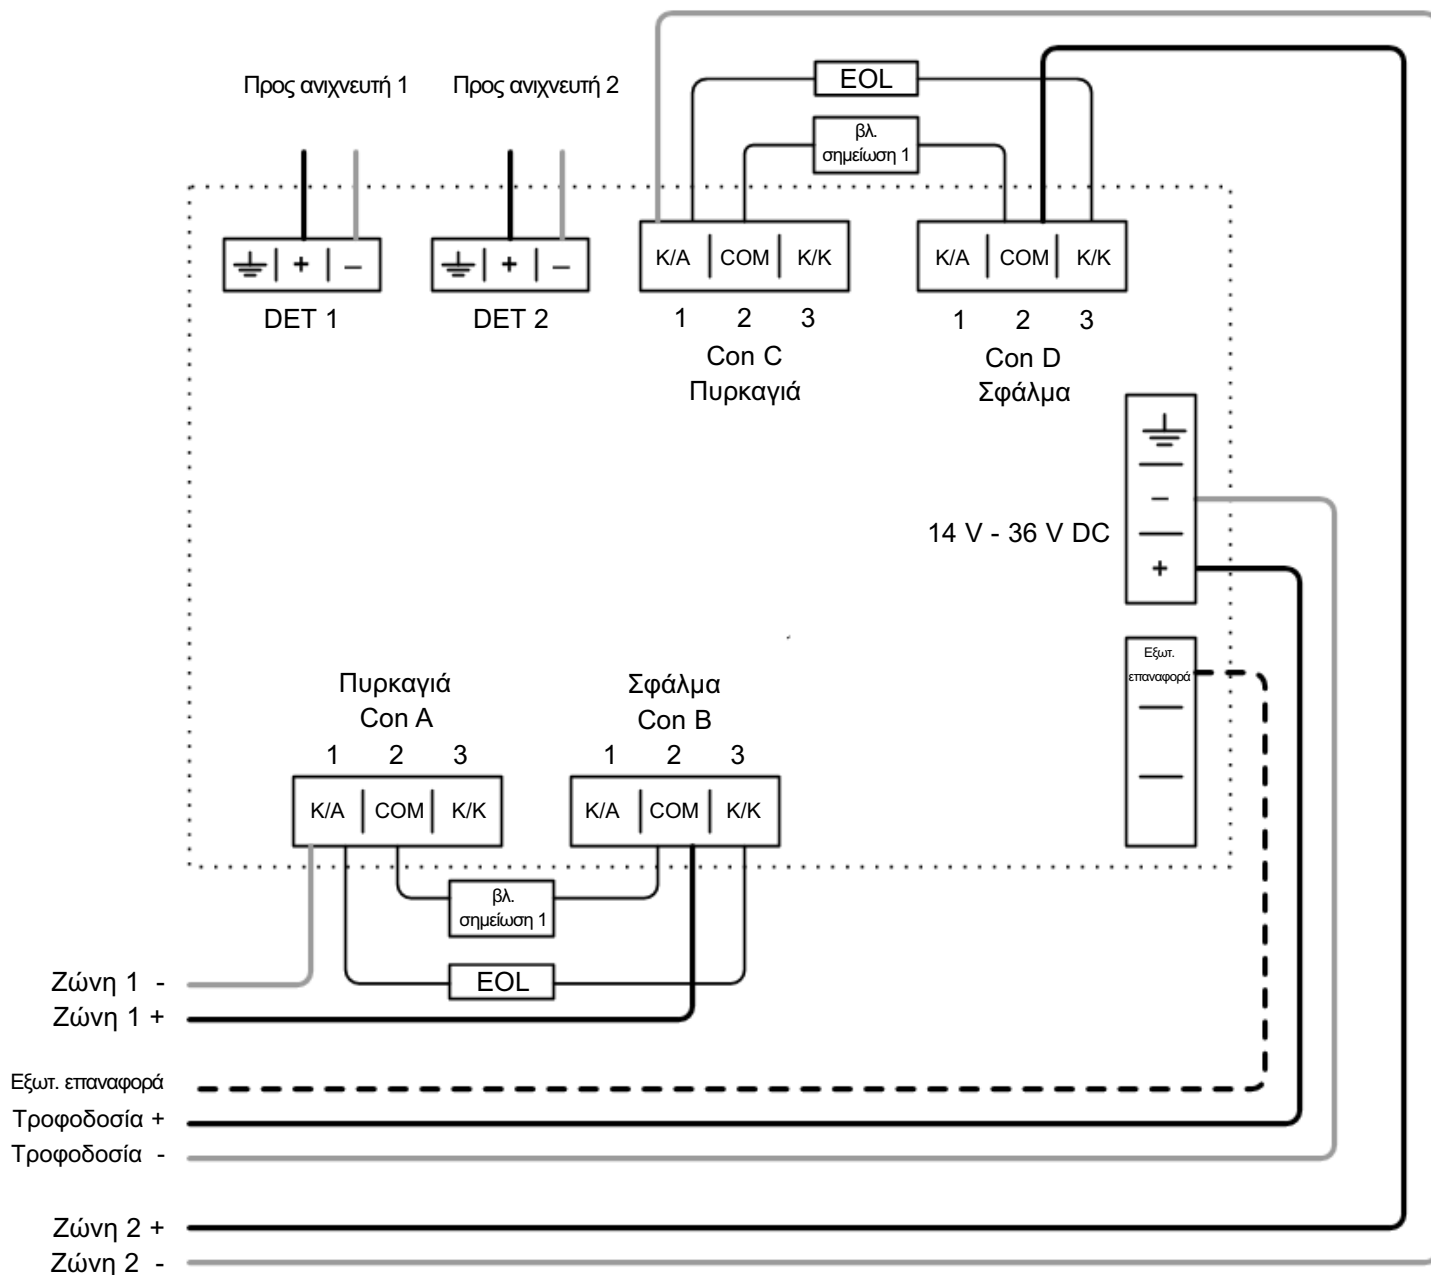 EOL
Προς ανιχνευτή 1
Προς ανιχνευτή 2
βλ.
σημείωση 1
+ –
+ –
K/A COM K/K
K/A COM K/K
DET 1
DET 2
1 2 3
1 2 3
Con C
Con D
Πυρκαγιά
Σφάλμα
–
14 V - 36 V DC
+
Εξωτ.
επαναφορά
Πυρκαγιά
Σφάλμα
Con A
Con B
1 2 3
1 2 3
K/A COM K/K
K/A COM K/K
βλ.
σημείωση 1
EOL
Ζώνη 1 -
Ζώνη 1 +
Εξωτ. επαναφορά
Τροφοδοσία +
Τροφοδοσία -
Ζώνη 2 +
Ζώνη 2 -